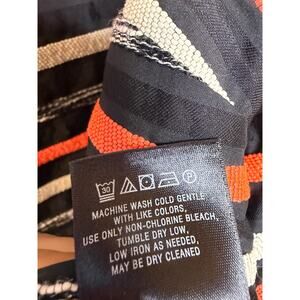 30
P
MACHINE WASH COLD GENTLE
WITH LIKE COLORS,
USE ONLY NON-CHLORINE BLEACH,
TUMBLE DRY LOW,
LOW IRON AS NEEDED,
MAY BE DRY CLEANED